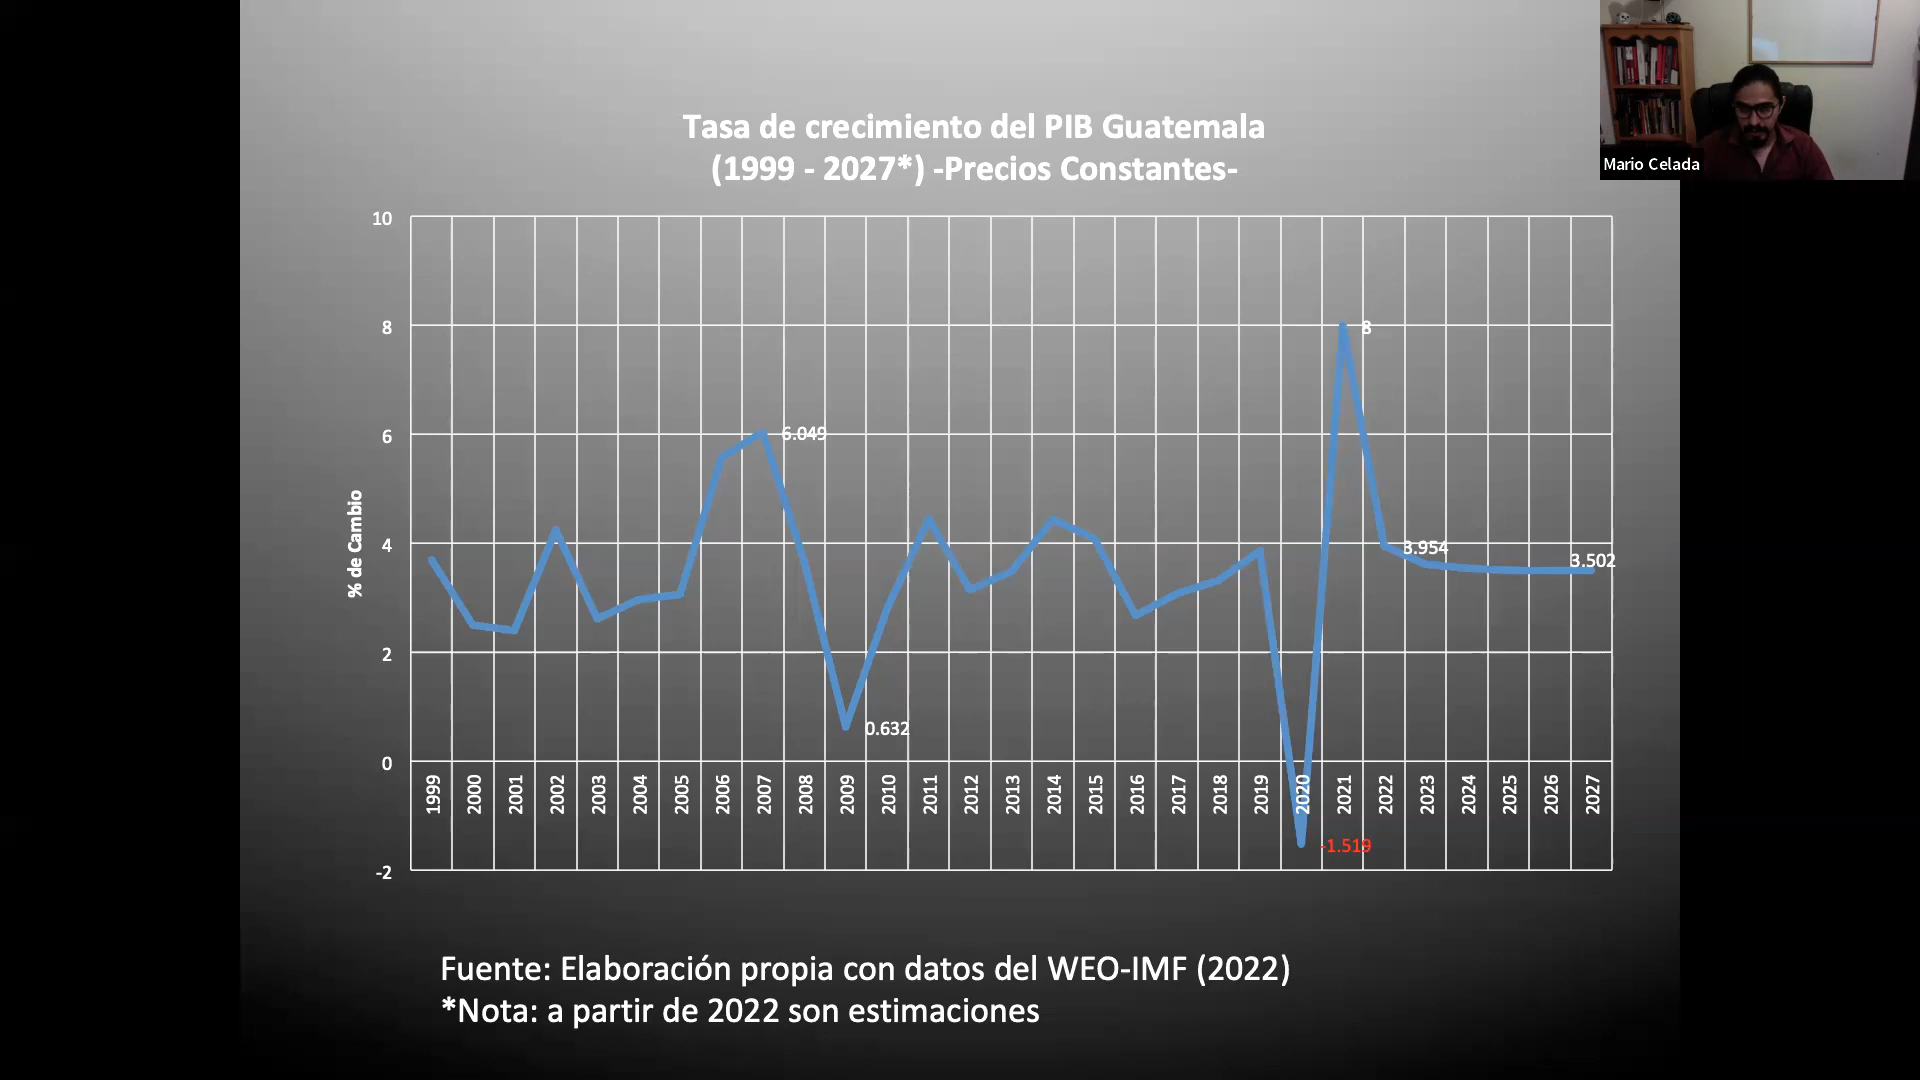 Mario Celada
Tasa de crecimiento del PIB Guatemala
(1999 - 2027*) -Precios Constantes-
10
8
6
4
2
0
-2
% de Cambio
8
6.049
3.954
3.502
0.632
-1.519
1999 2000 2001 2002 2003 2004 2005 2006 2007 2008 2009 2010 2011 2012 2013 2014 2015 2016 2017 2018 2019 2020 2021 2022 2023 2024 2025 2026 2027
Fuente: Elaboración propia con datos del WEO-IMF (2022)
*Nota: a partir de 2022 son estimaciones